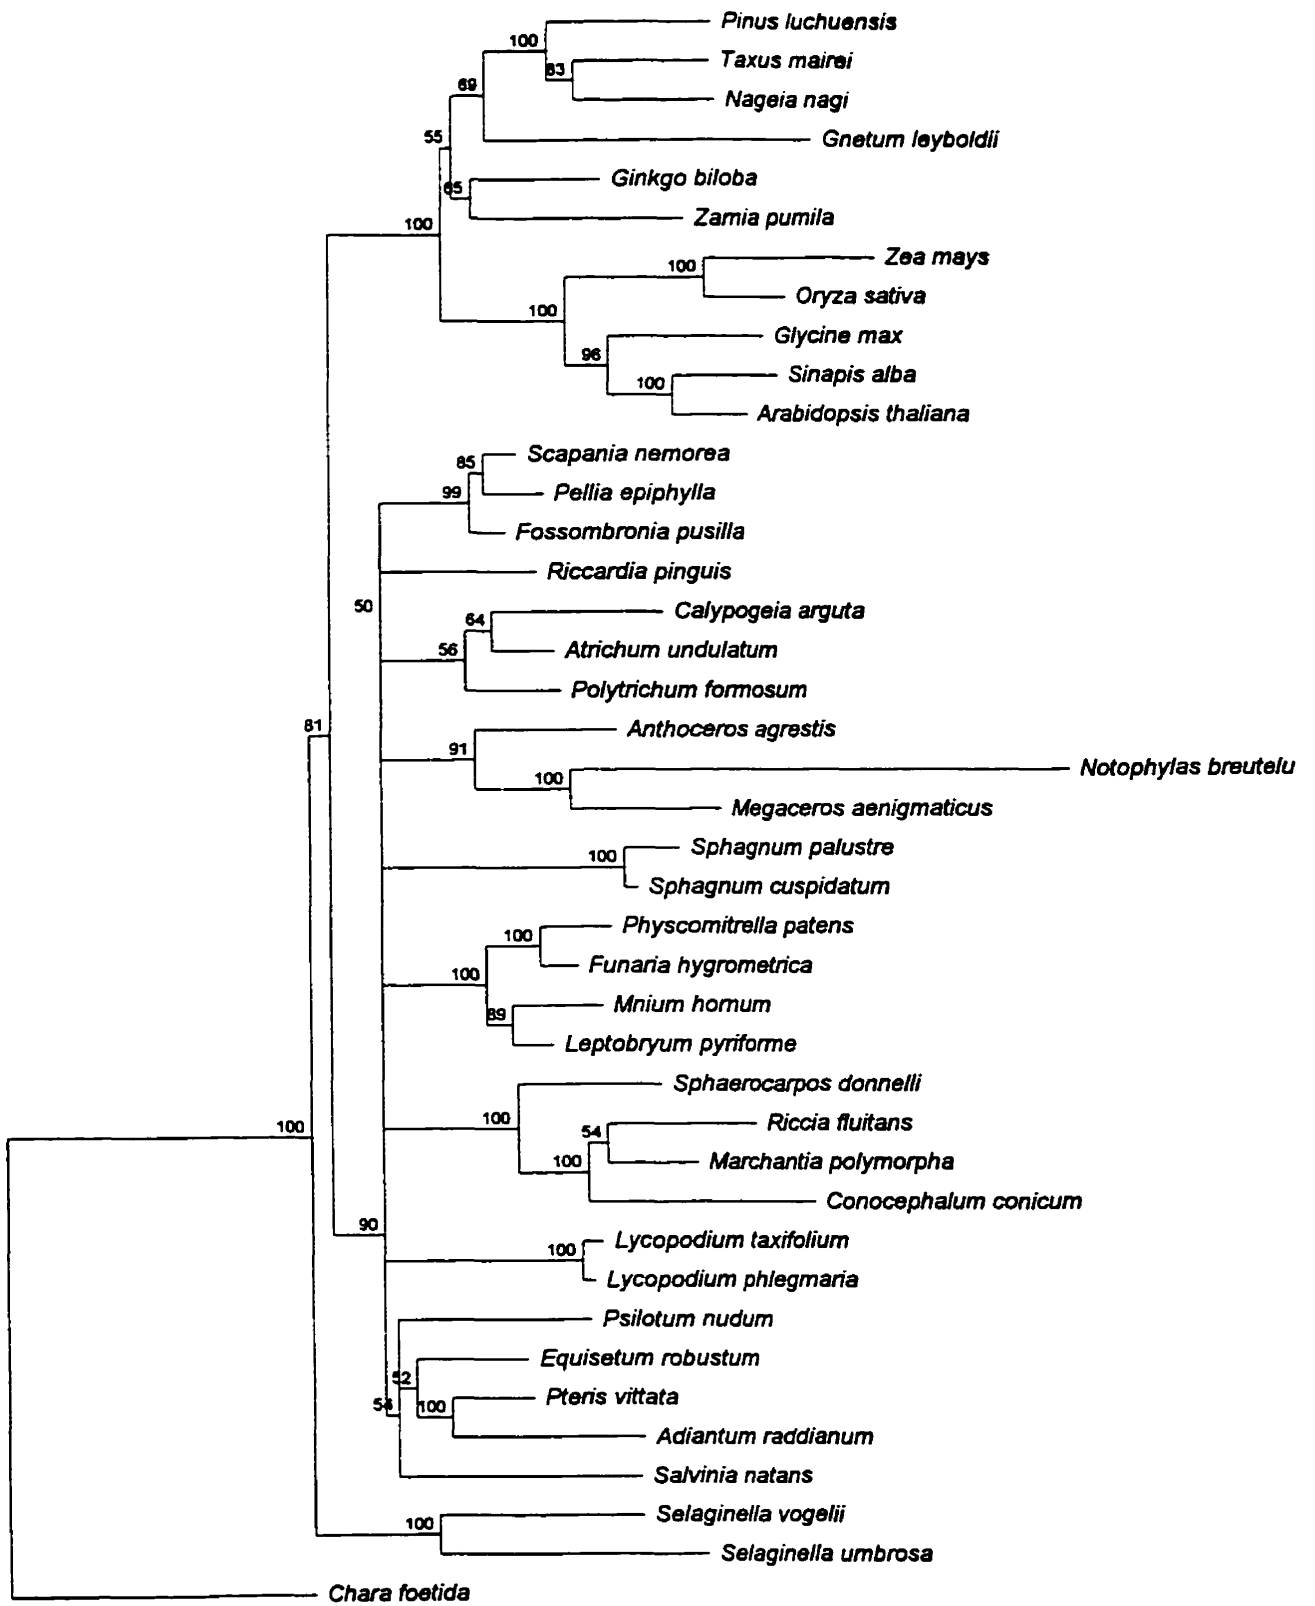 Pinus luchuensis
100
Taxus mairei
83
Nageia nagi
69
Gnetum leyboldii
55
Ginkgo biloba
65
Zamia pumila
100
Zea mays
100
Oryza sativa
100
Glycine max
96
Sinapis alba
100
Arabidopsis thaliana
Scapania nemorea
85
Pellia epiphylla
99
Fossombronia pusilla
Riccardia pinguis
50
Calypogeia arguta
64
Atrichum undulatum
56
Polytrichum formosum
81
Anthoceros agrestis
91
Notophylas breutelu
100
Megaceros aenigmaticus
Sphagnum palustre
100
Sphagnum cuspidatum
Physcomitrella patens
100
Funaria hygrometrica
100
Mnium hornum
89
Leptobryum pyriforme
Sphaerocarpos donnelli
100
100
Riccia fluitans
54
Marchantia polymorpha
100
Conocephalum conicum
90
Lycopodium taxifolium
100
Lycopodium phlegmaria
Psilotum nudum
Equisetum robustum
52
Pteris vittata
54
100
Adiantum raddianum
Salvinia natans
Selaginella vogelii
100
Selaginella umbrosa
Chara foetida